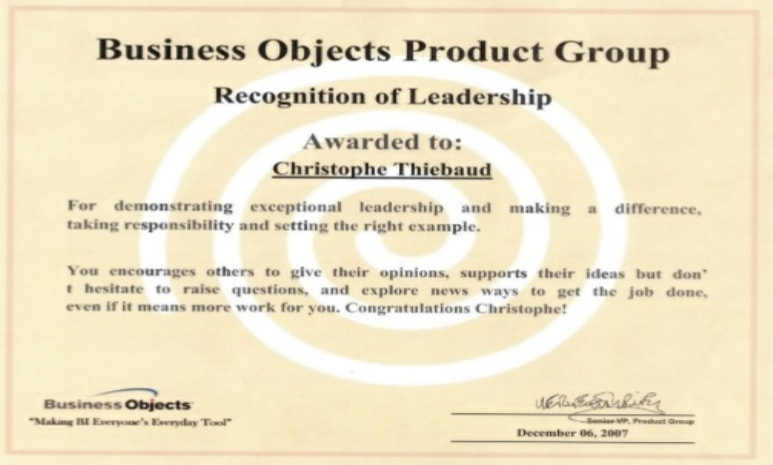 Business Objects Product Group
Recognition of Leadership
Awarded to:
Christophe Thiebaud
For demonstrating exceptional leadership and making a difference,
taking responsibility and setting the right example.
You encourages others to give their opinions, supports their ideas but don'
t hesitate to raise questions, and explore news ways to get the job done,
even if it means more work for you. Congratulations Christophe!
Business Objects
"Making BI Everyone's Everyday Tool"
Senior VP, Product Group
December 06, 2007